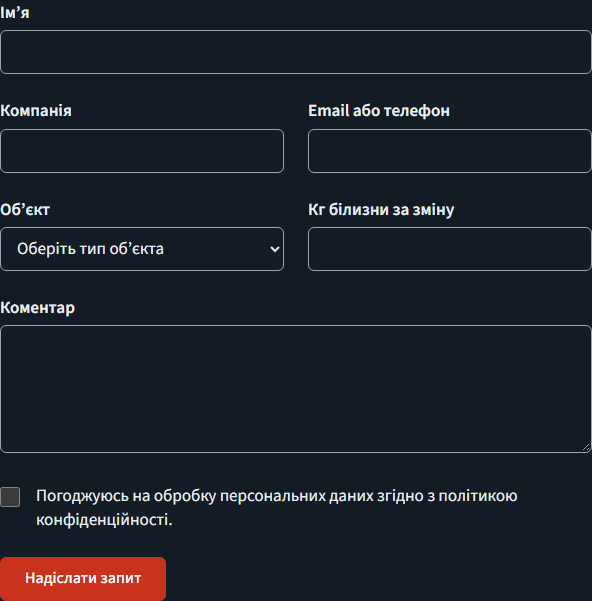 Ім’я
Компанія
Email або телефон
Об’єкт
Кг білизни за зміну
Оберіть тип об’єкта
Коментар
Погоджуюсь на обробку персональних даних згідно з політикою
конфіденційності.
Надіслати запит